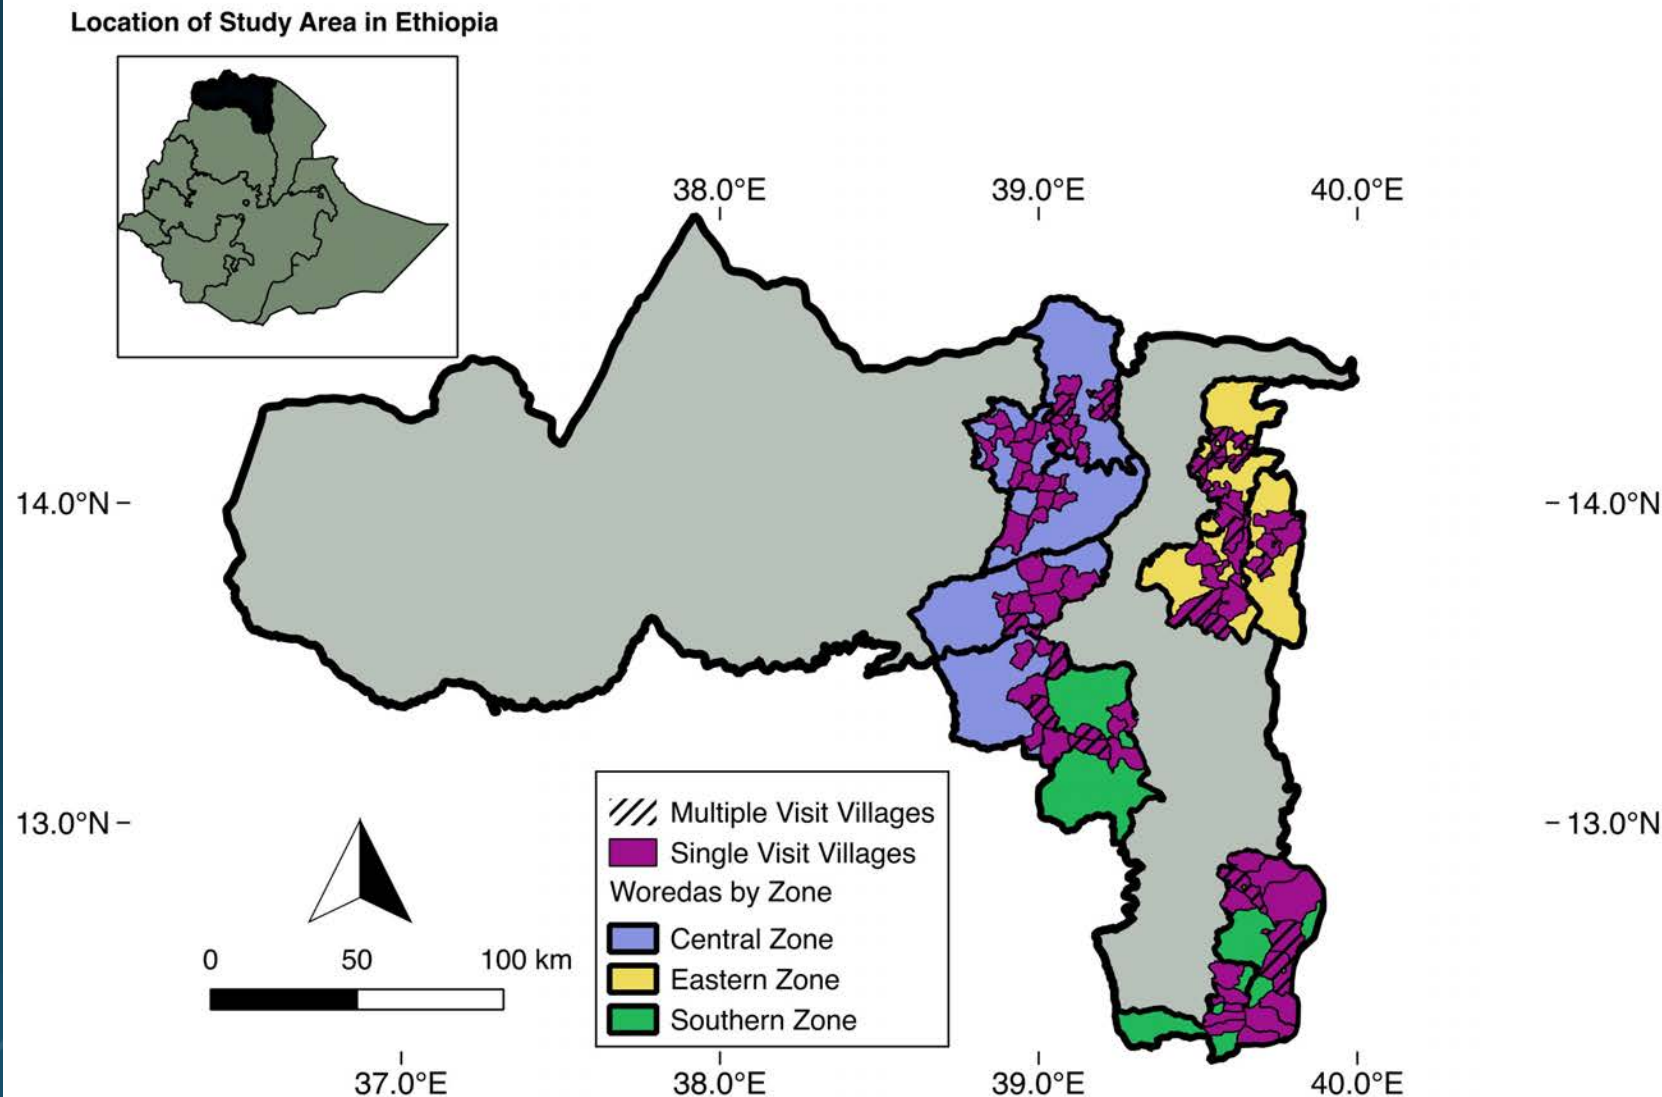 Location of Study Area in Ethiopia
38.0°E 39.0°E 40.0°E
14.0°N 14.0°N
13.0°N 13.0°N
Multiple Visit Villages
Single Visit Villages
Woredas by Zone
Central Zone
Eastern Zone
Southern Zone
0 50 100 km
37.0°E 38.0°E 39.0°E 40.0°E